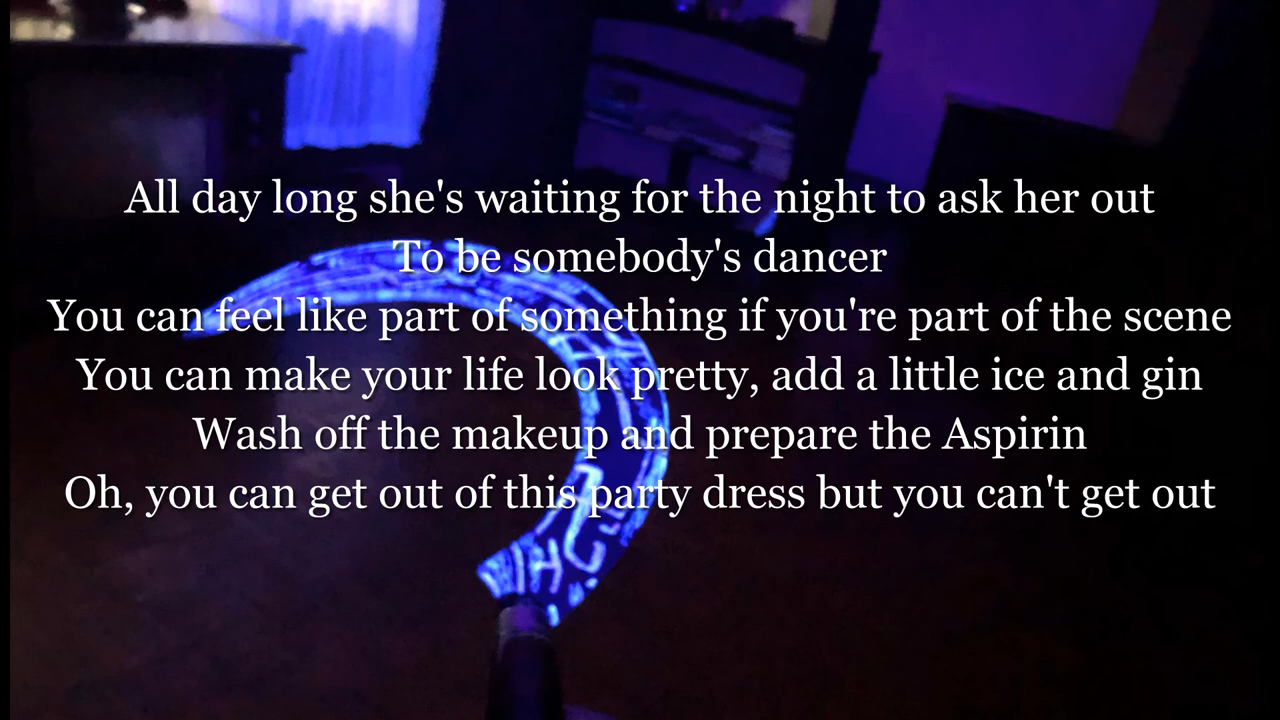 All day long she's waiting for the night to ask her out
To be somebody's dancer
You can feel like part of something if you're part of the scene
You can make your life look pretty, add a little ice and gin
Wash off the makeup and prepare the Aspirin
Oh, you can get out of this party dress but you can't get out